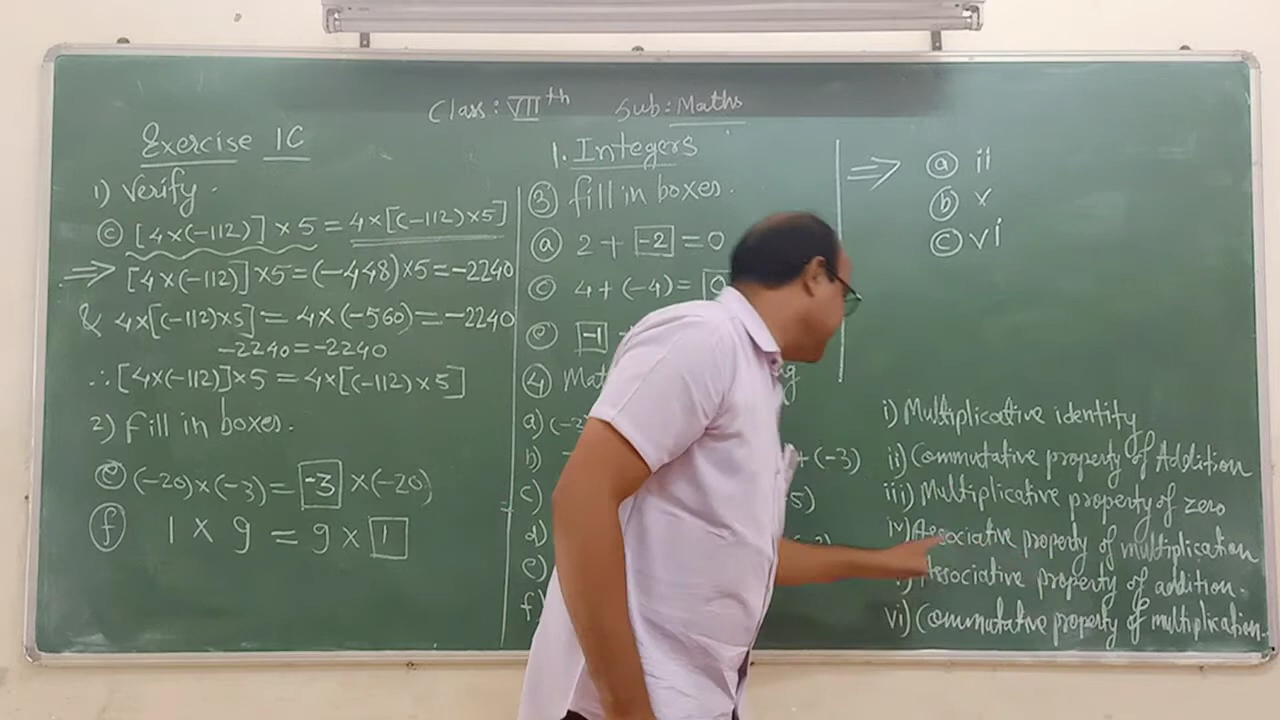 Class: VIIth Sub: Maths
Exercise 1C
1) Verify.
c [4×(-112)]×5 = 4×[(-112)×5]
=> [4×(-112)]×5=(-448)×5=-2240
& 4×[(-112)×5]= 4×(-560)=-2240
-2240=-2240
∴[4×(-112)]×5 = 4×[(-112)×5]
2) Fill in boxes.
e (-20)×(-3)= -3 ×(-20)
f 1 × 9 = 9 × 1
1. Integers
3 fill in boxes.
a 2 + -2 = 0
c 4+(-4)= 0
e -1
4
a) (-2
b) +(-3)
c) 5)
d)
e)
f)
=> a ii
b x
c vi
i) Multiplicative identity
ii) Commutative property of Addition
iii) Multiplicative property of zero
iv) Associative property of multiplication
Associative property of addition.
vi) Commutative property of multiplication.